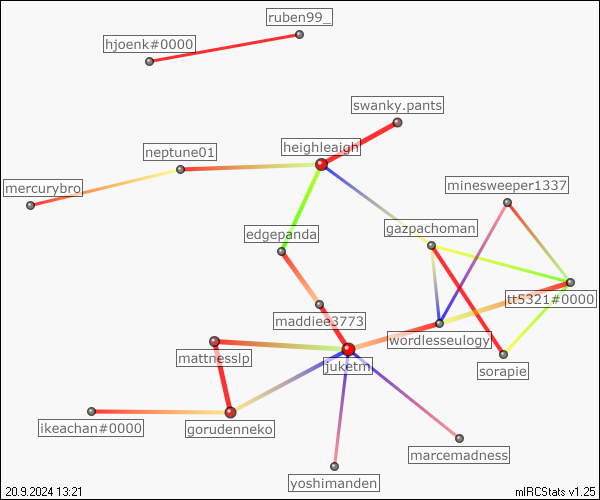 ruben99_
hjoenk#0000
swanky.pants
heighleaigh
neptune01
mercurybro
minesweeper1337
gazpachoman
edgepanda
tt5321#0000
maddiee3773
wordlesseulogy
mattnesslp
juketm
sorapie
ikeachan#0000
gorudenneko
marcemadness
yoshimanden
20.9.2024 13:21
mIRCStats v1.25